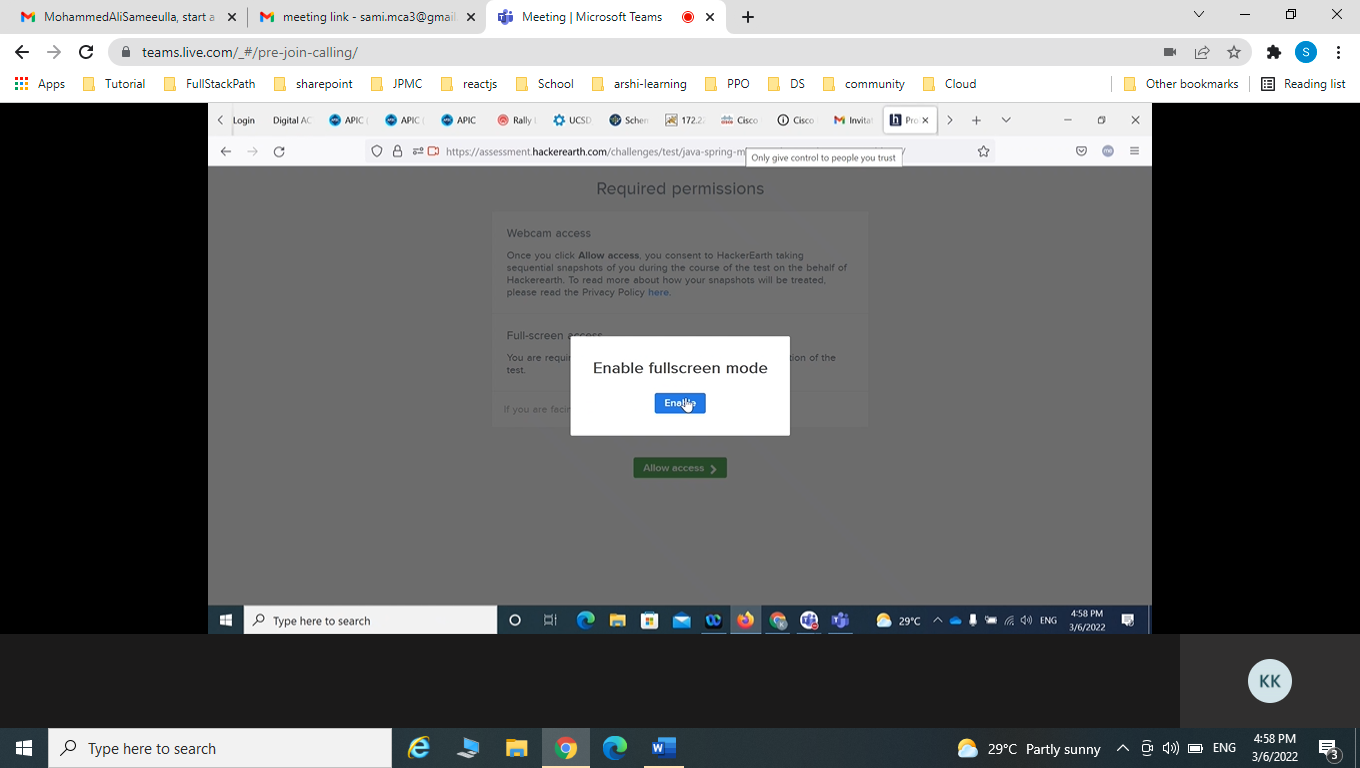 MohammedAliSameeulla, start a
meeting link - sami.mca3@gmail.
Meeting | Microsoft Teams
teams.live.com/_#/pre-join-calling/
S
Apps Tutorial FullStackPath sharepoint JPMC reactjs School arshi-learning PPO DS community Cloud Other bookmarks Reading list
Login Digital AC APIC APIC APIC Rally UCSD Schem 172.2 Cisco Cisco Invita Pro
https://assessment.hackerearth.com/challenges/test/java-spring-m
Only give control to people you trust
Required permissions
Webcam access
Once you click Allow access, you consent to HackerEarth taking
sequential snapshots of you during the course of the test on the behalf of
Hackerearth. To read more about how your snapshots will be treated,
please read the Privacy Policy here.
Full-screen access
You are requi
tion of the
test.
If you are facin
Enable fullscreen mode
Enable
Allow access
Type here to search
29°C
ENG
4:58 PM
3/6/2022
KK
Type here to search
29°C Partly sunny
ENG
4:58 PM
3/6/2022
3